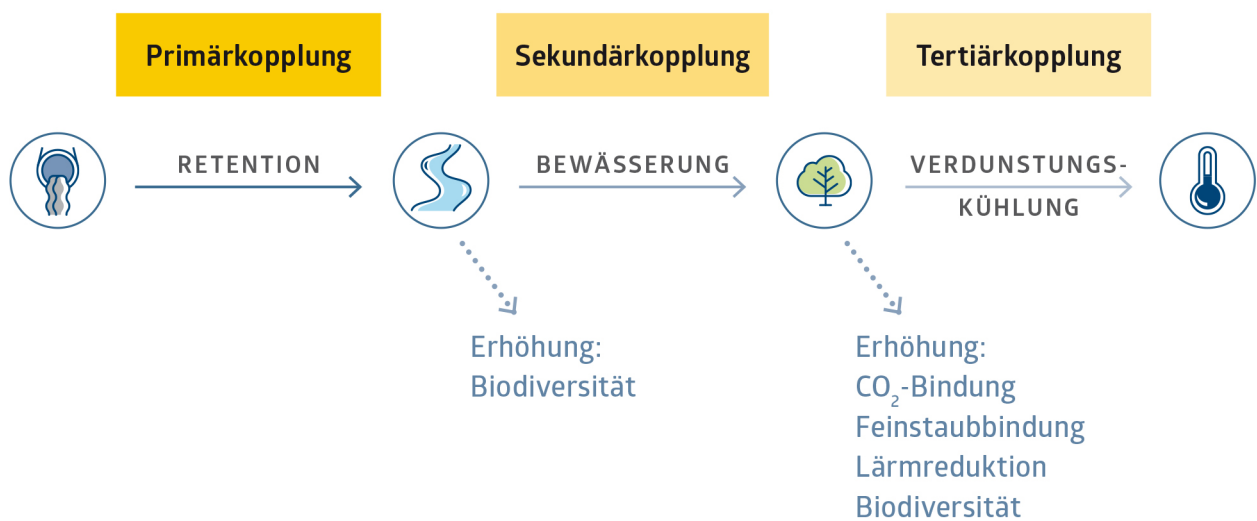 Primärkopplung
Sekundärkopplung
Tertiärkopplung
RETENTION
BEWÄSSERUNG
VERDUNSTUNGS-
KÜHLUNG
Erhöhung:
Biodiversität
Erhöhung:
CO₂-Bindung
Feinstaubbindung
Lärmreduktion
Biodiversität